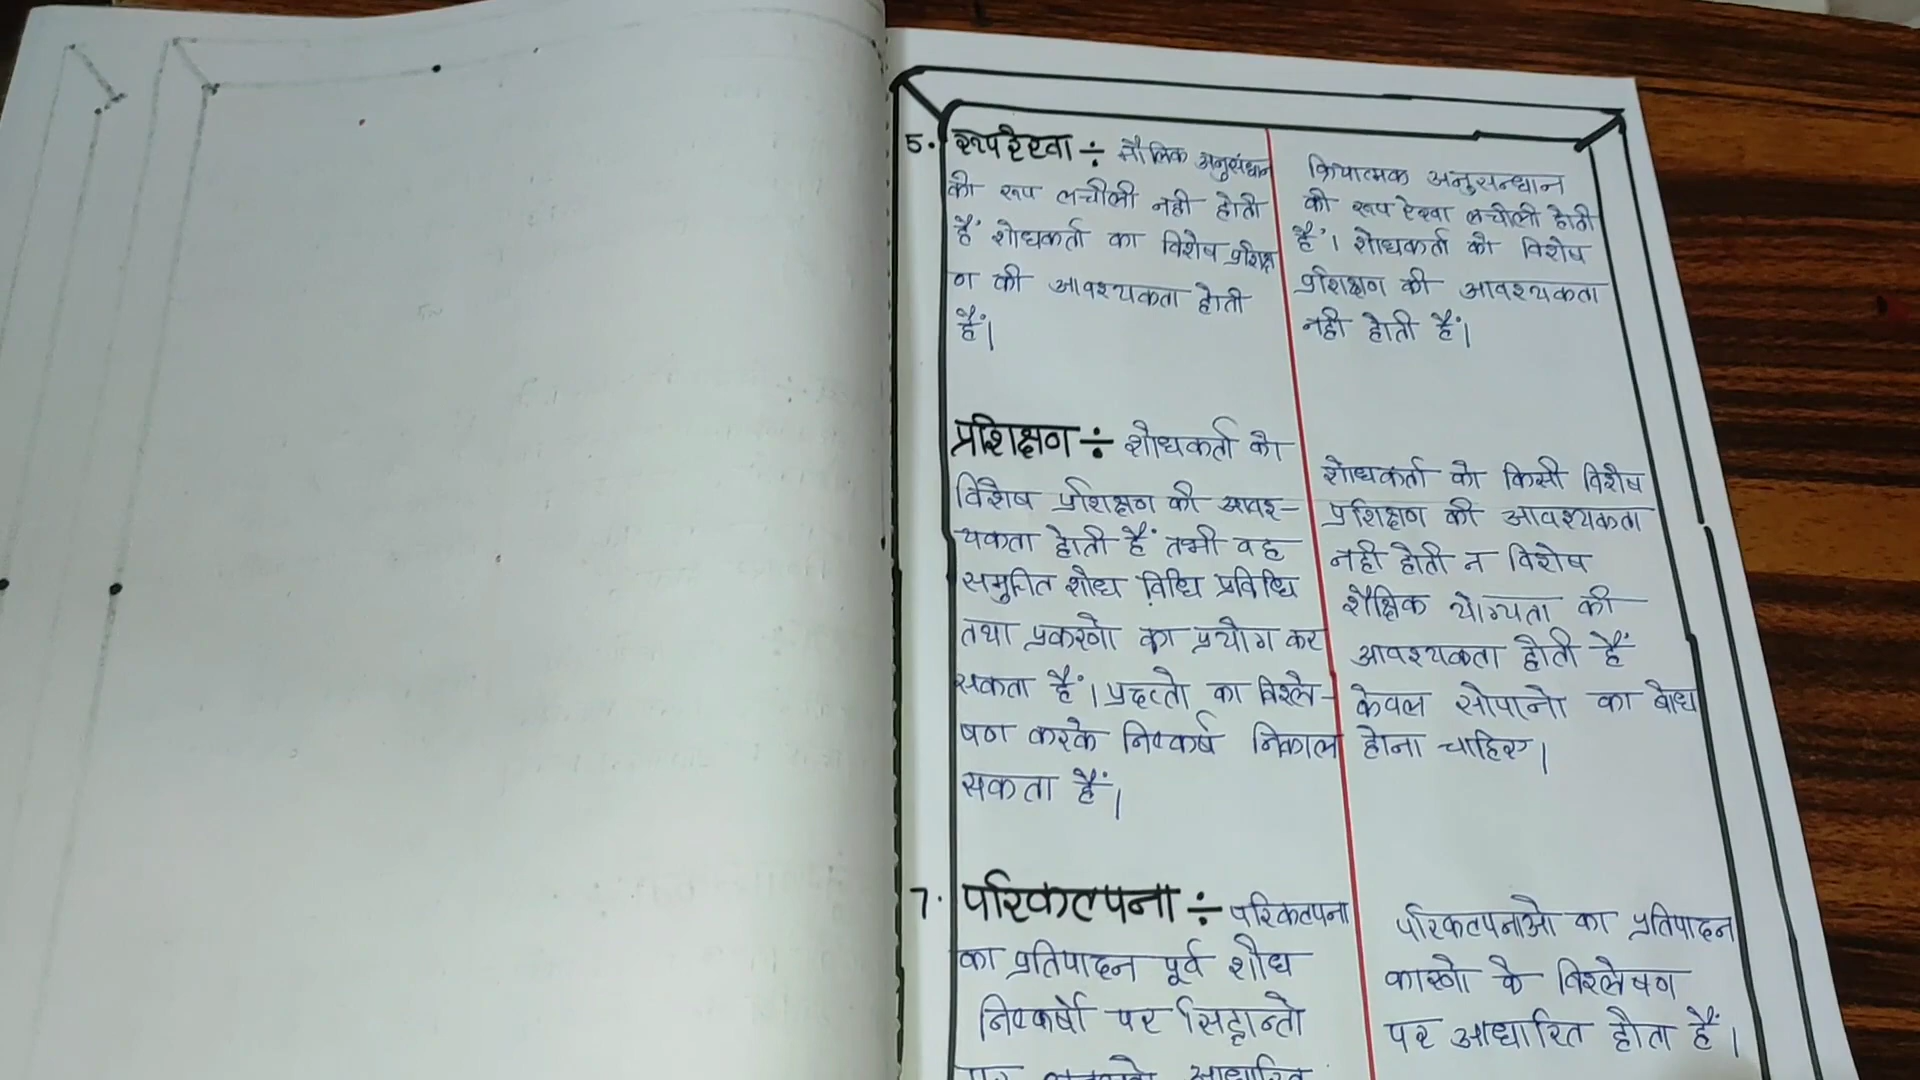 5. रूपरेखा ÷ मौलिक अनुसंधान
की रूप लचीली नही होती
हैं शोधकर्ता का विशेष प्रशिक्ष
ण की आवश्यकता होती
हैं।
प्रशिक्षण ÷ शोधकर्ता को
विशेष प्रशिक्षण की आवश-
यकता होती हैं तभी वह
समुचित शोध विधि प्रविधि
तथा प्रकरणो का प्रयोग कर
सकता हैं। प्रदत्तो का विश्ले-
षण करके निष्कर्ष निकाल
सकता हैं।
7. परिकल्पना ÷ परिकल्पना
का प्रतिपादन पूर्व शोध
निष्कर्षो पर सिद्वान्तो
आधारित
क्रियात्मक अनुसन्धान
की रूप रेखा लचीली होती
हैं। शोधकर्ता को विशेष
प्रशिक्षण की आवश्यकता
नही होती हैं।
शोधकर्ता को किसी विशेष
प्रशिक्षण की आवश्यकता
नही होती न विशेष
शैक्षिक योग्यता की
आवश्यकता होती हैं
केवल सोपानो का बोध
होना चाहिए।
परिकल्पनाओ का प्रतिपादन
कारणो के विश्लेषण
पर आधारित होता हैं।